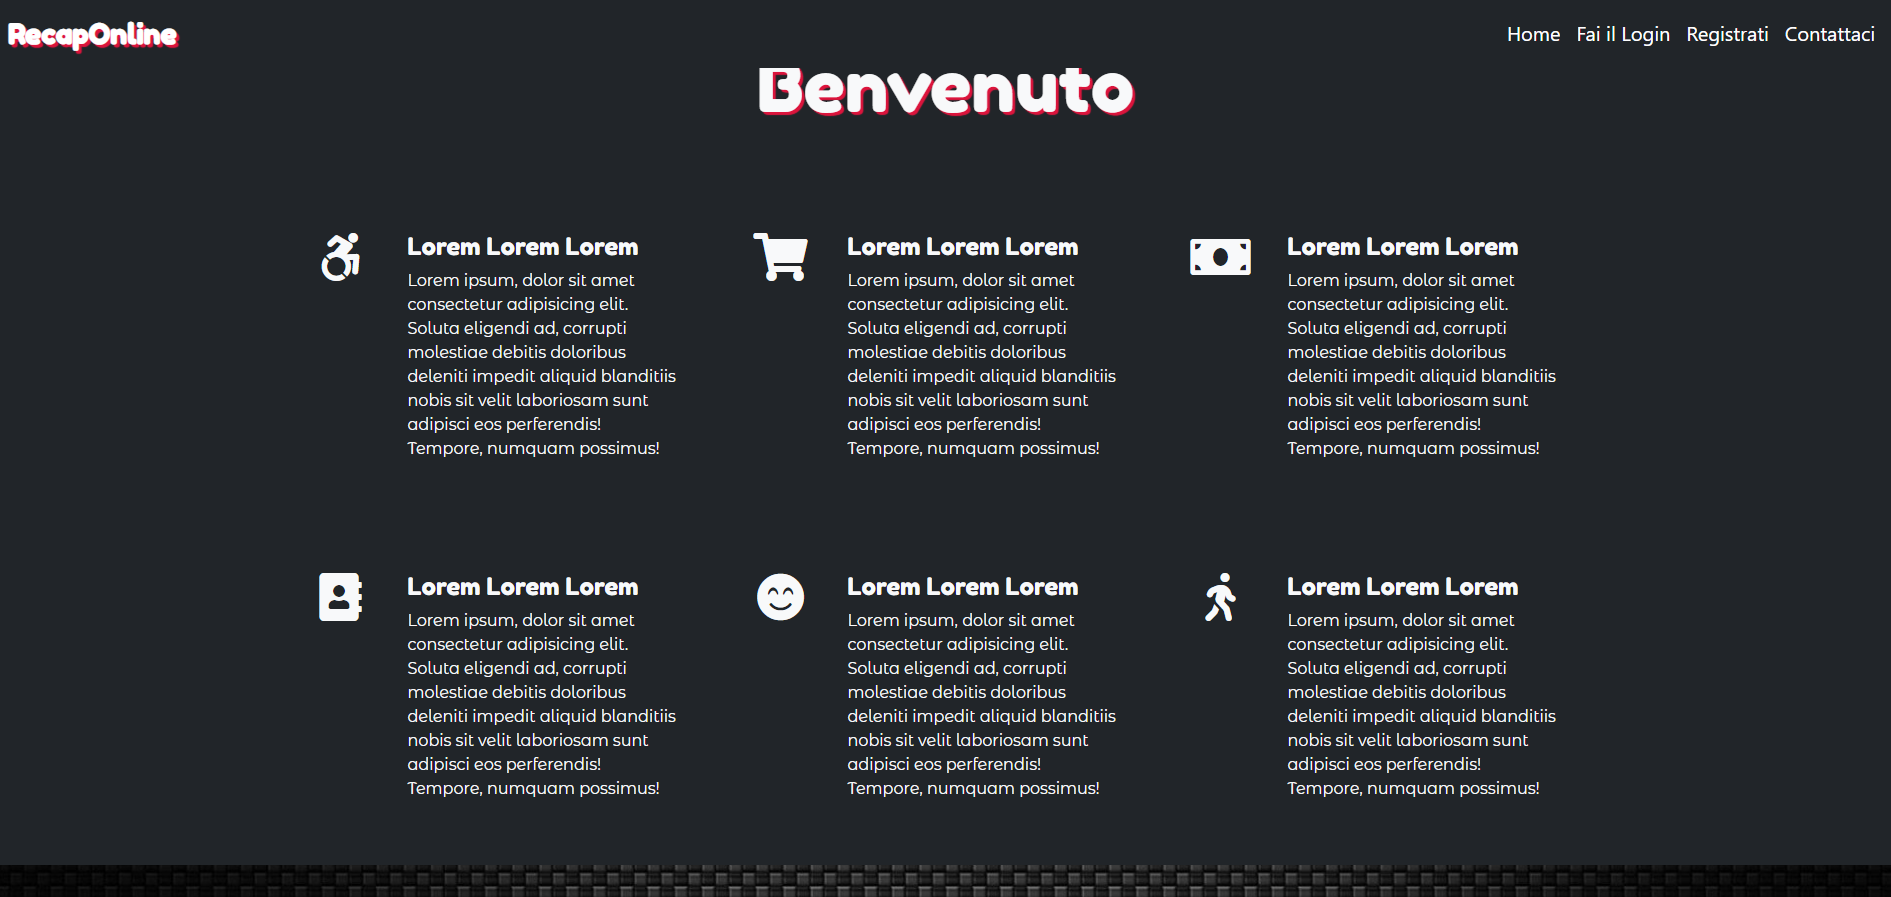 RecapOnline
Home Fai il Login Registrati Contattaci
Benvenuto
Lorem Lorem Lorem
Lorem ipsum, dolor sit amet
consectetur adipisicing elit.
Soluta eligendi ad, corrupti
molestiae debitis doloribus
deleniti impedit aliquid blanditiis
nobis sit velit laboriosam sunt
adipisci eos perferendis!
Tempore, numquam possimus!
Lorem Lorem Lorem
Lorem ipsum, dolor sit amet
consectetur adipisicing elit.
Soluta eligendi ad, corrupti
molestiae debitis doloribus
deleniti impedit aliquid blanditiis
nobis sit velit laboriosam sunt
adipisci eos perferendis!
Tempore, numquam possimus!
Lorem Lorem Lorem
Lorem ipsum, dolor sit amet
consectetur adipisicing elit.
Soluta eligendi ad, corrupti
molestiae debitis doloribus
deleniti impedit aliquid blanditiis
nobis sit velit laboriosam sunt
adipisci eos perferendis!
Tempore, numquam possimus!
Lorem Lorem Lorem
Lorem ipsum, dolor sit amet
consectetur adipisicing elit.
Soluta eligendi ad, corrupti
molestiae debitis doloribus
deleniti impedit aliquid blanditiis
nobis sit velit laboriosam sunt
adipisci eos perferendis!
Tempore, numquam possimus!
Lorem Lorem Lorem
Lorem ipsum, dolor sit amet
consectetur adipisicing elit.
Soluta eligendi ad, corrupti
molestiae debitis doloribus
deleniti impedit aliquid blanditiis
nobis sit velit laboriosam sunt
adipisci eos perferendis!
Tempore, numquam possimus!
Lorem Lorem Lorem
Lorem ipsum, dolor sit amet
consectetur adipisicing elit.
Soluta eligendi ad, corrupti
molestiae debitis doloribus
deleniti impedit aliquid blanditiis
nobis sit velit laboriosam sunt
adipisci eos perferendis!
Tempore, numquam possimus!